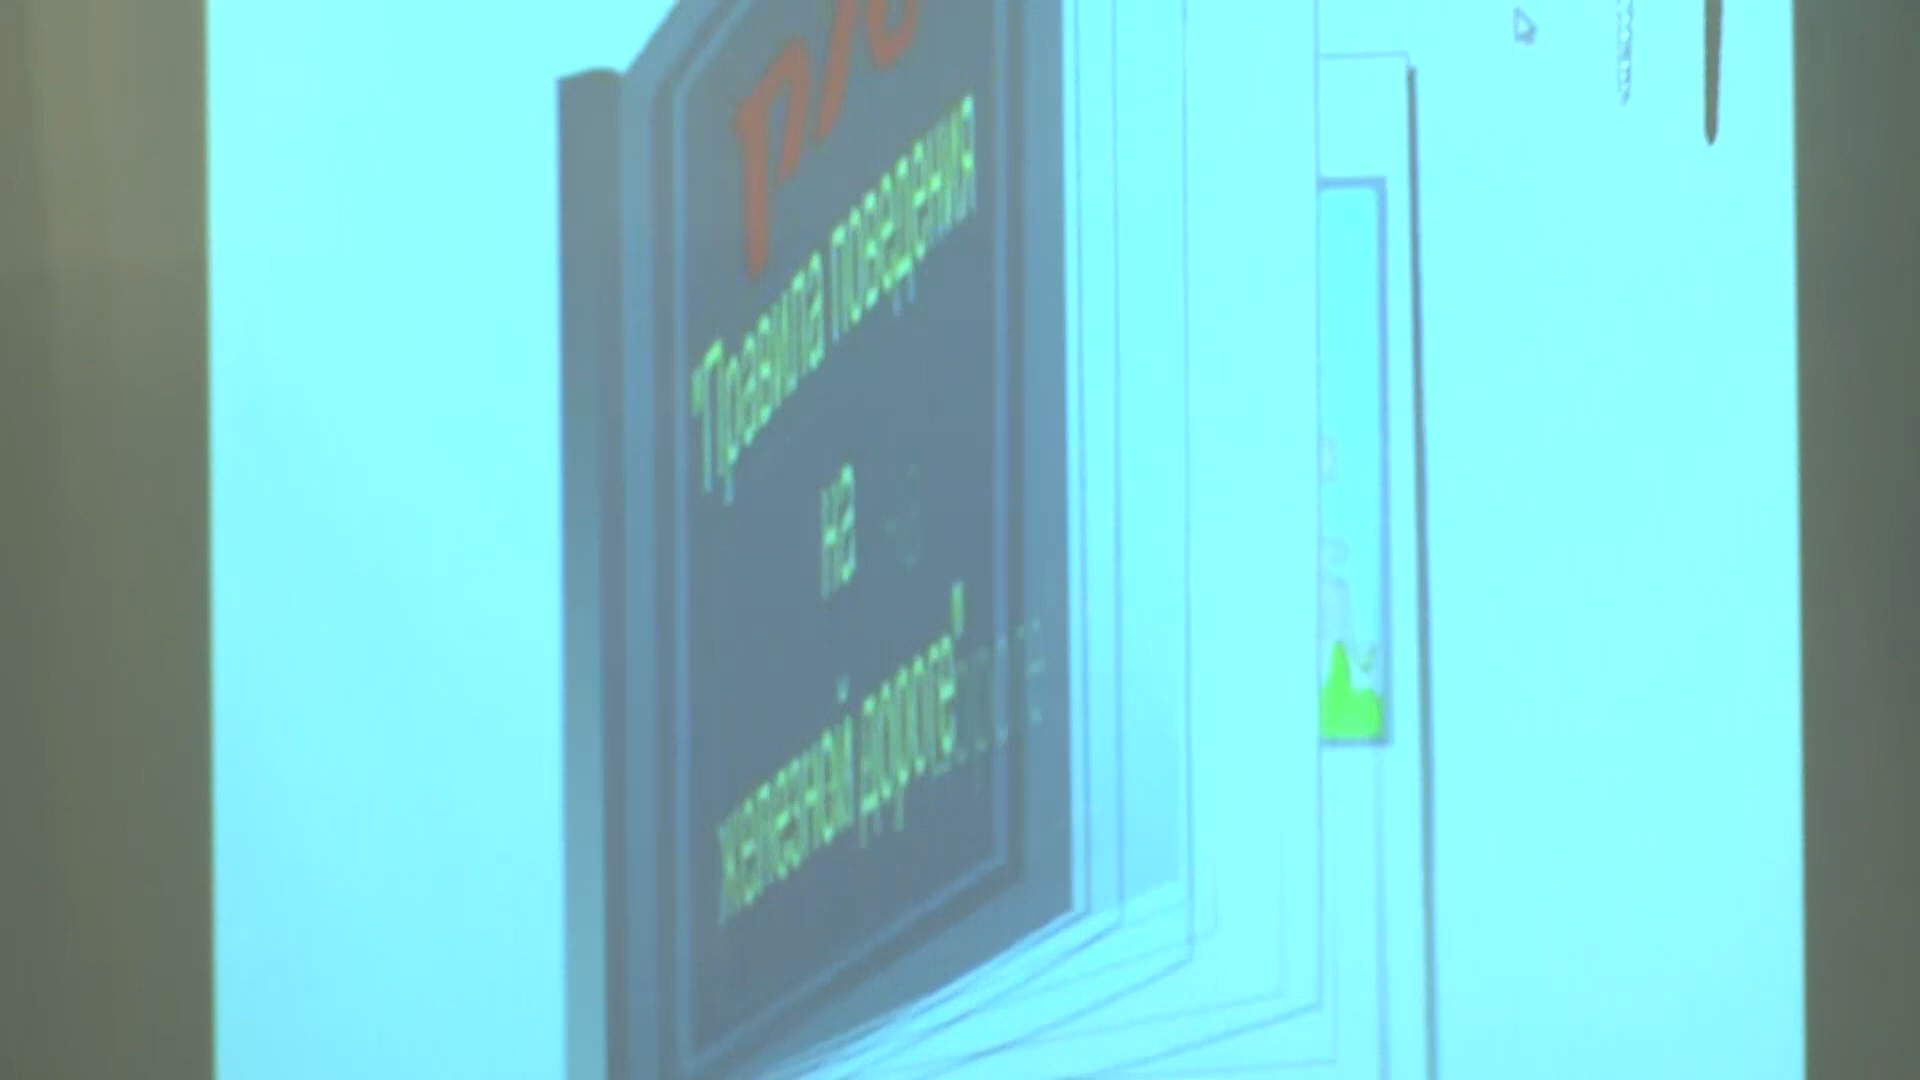 "Правила поведения
на
железной дороге"